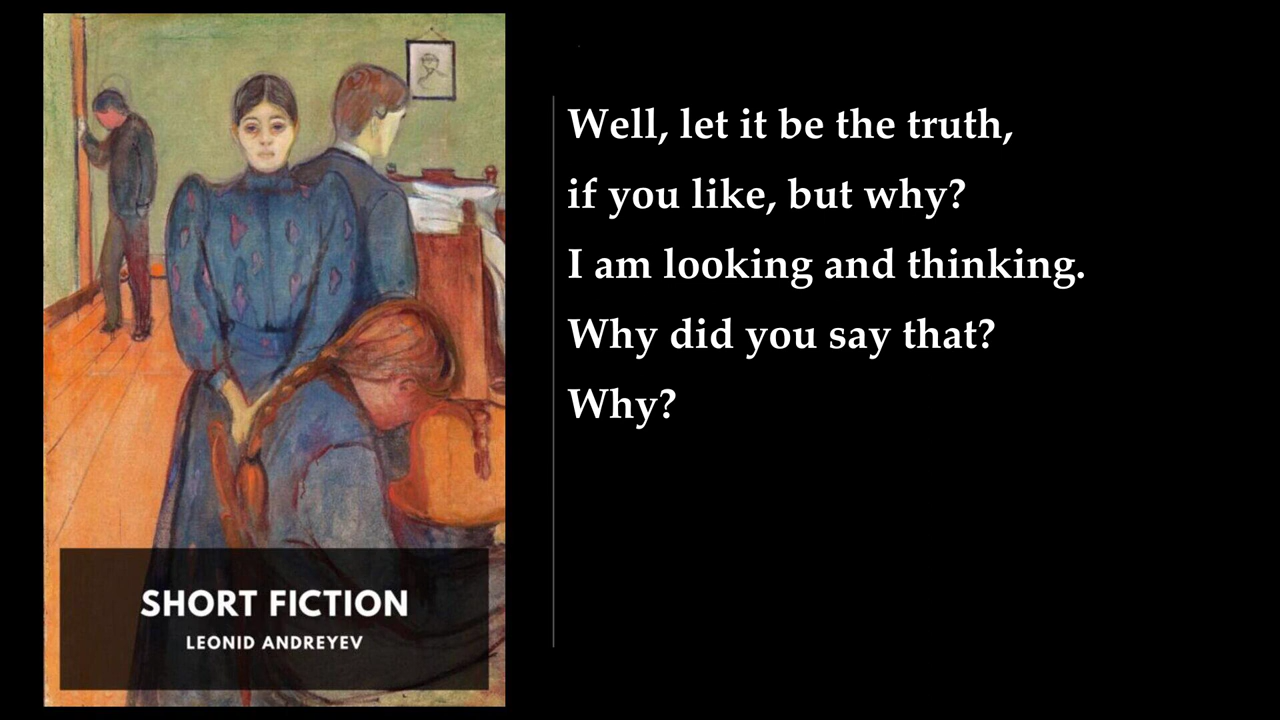 SHORT FICTION
LEONID ANDREYEV
Well, let it be the truth,
if you like, but why?
I am looking and thinking.
Why did you say that?
Why?